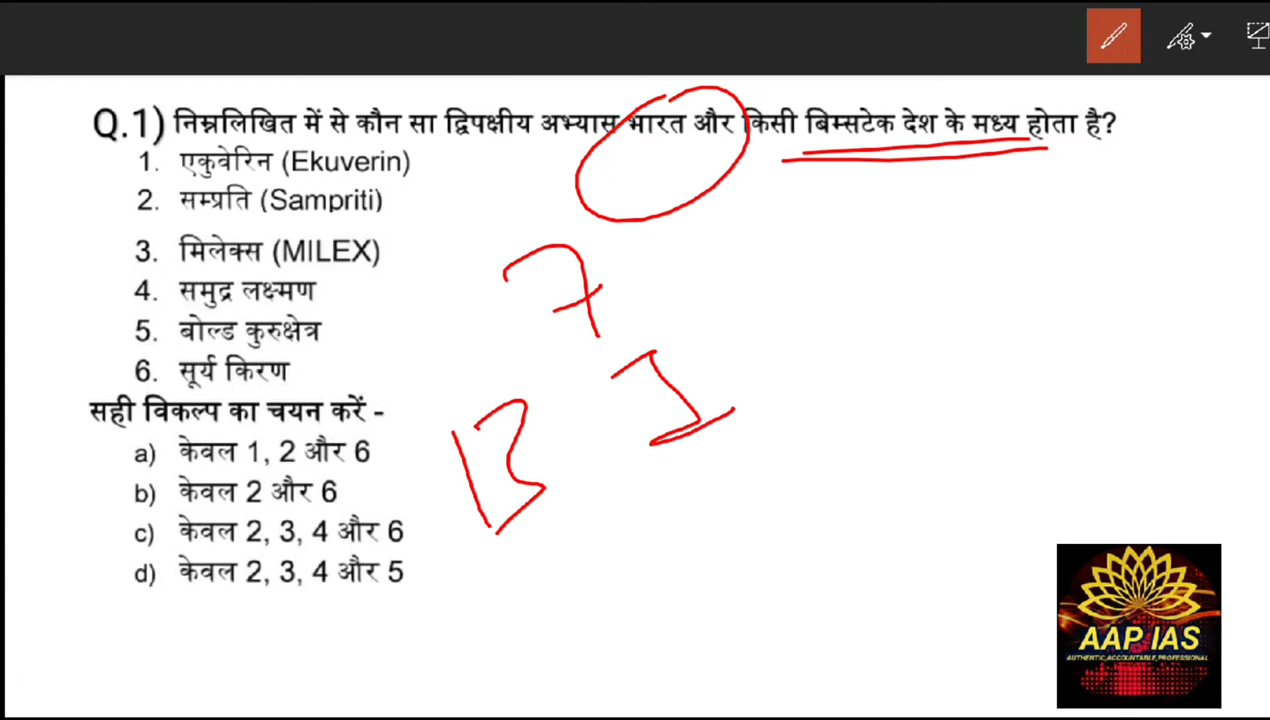 Q.1) निम्नलिखित में से कौन सा द्विपक्षीय अभ्यास भारत और किसी बिम्सटेक देश के मध्य होता है?
1. एकुवेरिन (Ekuverin)
2. सम्प्रति (Sampriti)
3. मिलेक्स (MILEX)
4. समुद्र लक्ष्मण
5. बोल्ड कुरुक्षेत्र
6. सूर्य किरण
सही विकल्प का चयन करें -
a) केवल 1, 2 और 6
b) केवल 2 और 6
c) केवल 2, 3, 4 और 6
d) केवल 2, 3, 4 और 5
7
I
B
AAP IAS
AUTHENTIC,ACCOUNTABLE,PROFESSIONAL